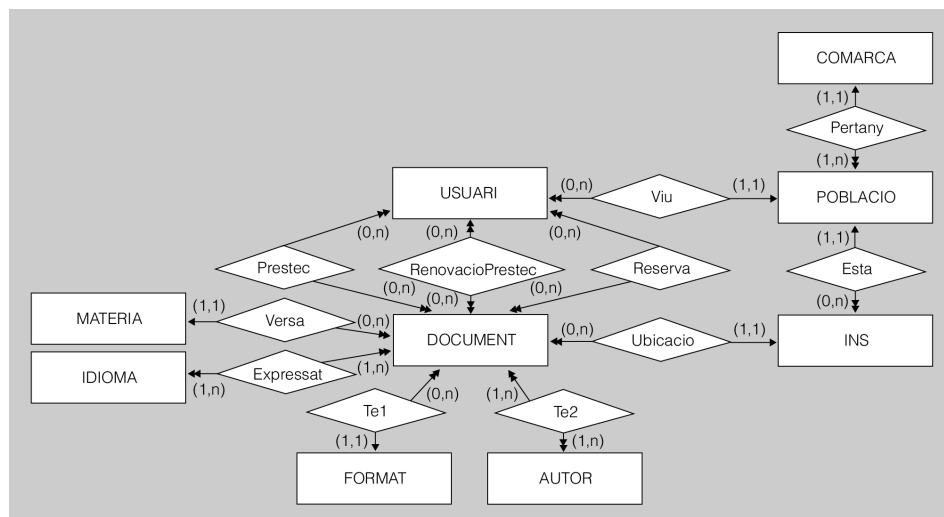 COMARCA
(1,1)
Pertany
(1,n)
USUARI
(0,n)
Viu
(1,1)
POBLACIO
(0,n)
(0,n)
(0,n)
(1,1)
Prestec
RenovacioPrestec
Reserva
Esta
(0,n)
(0,n)
(0,n)
(0,n)
MATERIA
(1,1)
Versa
(0,n)
DOCUMENT
(0,n)
Ubicacio
(1,1)
INS
IDIOMA
(1,n)
Expressat
(1,n)
(0,n)
(1,n)
Te1
Te2
(1,1)
(1,n)
FORMAT
AUTOR